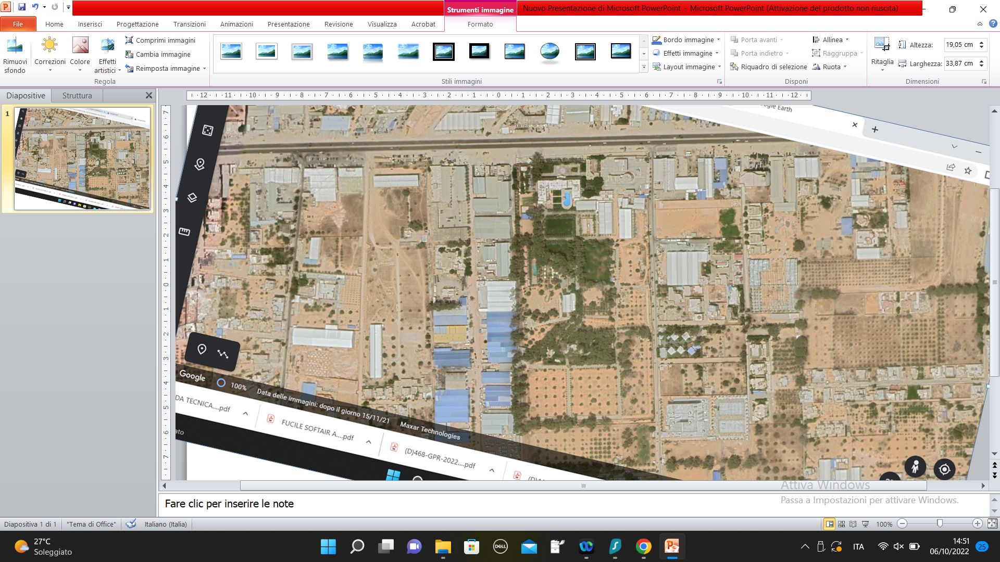 Strumenti immagine
Nuovo Presentazione di Microsoft PowerPoint - Microsoft PowerPoint (Attivazione del prodotto non riuscita)
File Home Inserisci Progettazione Transizioni Animazioni Presentazione Revisione Visualizza Acrobat Formato
Rimuovi sfondo
Correzioni
Colore
Effetti artistici
Comprimi immagini
Cambia immagine
Reimposta immagine
Regola
Stili immagini
Bordo immagine
Effetti immagine
Layout immagine
Porta avanti
Porta indietro
Riquadro di selezione
Allinea
Raggruppa
Ruota
Disponi
Ritaglia
Altezza: 19,05 cm
Larghezza: 33,87 cm
Dimensioni
Diapositive Struttura
12 11 10 9 8 7 6 5 4 3 2 1 0 1 2 3 4 5 6 7 8 9 10 11 12
1
7 6 5 4 3 2 1 0 1 2 3 4 5 6 7
ogle Earth
Google 100% Data delle immagini: dopo il giorno 15/11/21 Maxar Technologies
DA TECNICA....pdf
FUCILE SOFTAIR A....pdf
(D)468-GPR-2022....pdf
ato
Attiva Windows
Passa a Impostazioni per attivare Windows.
Fare clic per inserire le note
Diapositiva 1 di 1 "Tema di Office" Italiano (Italia) 100%
27°C
Soleggiato
DELL
ITA
14:51
06/10/2022
25